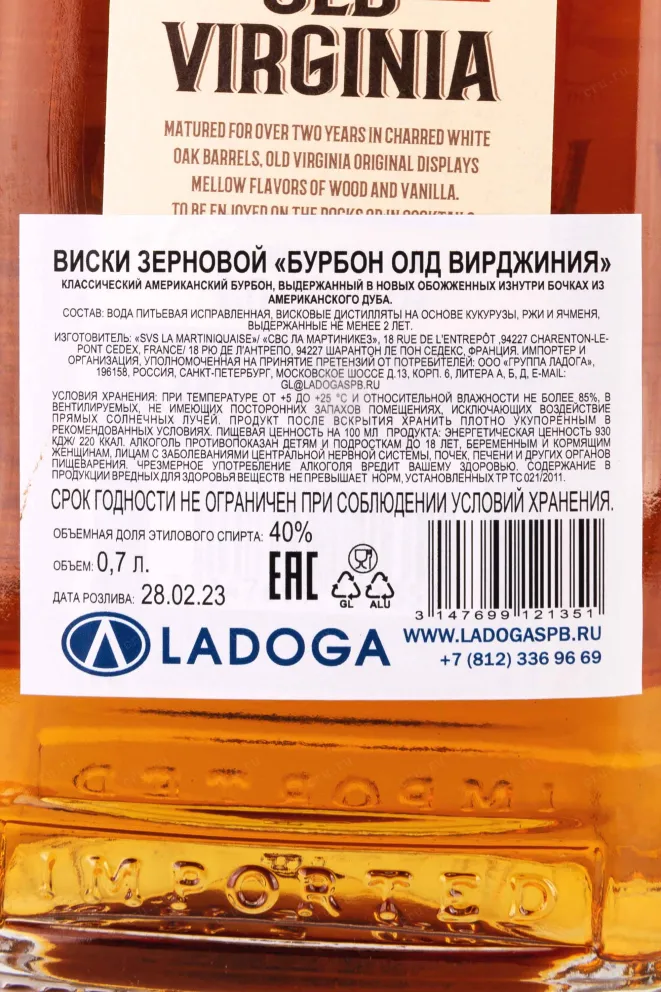 OLD
VIRGINIA
MATURED FOR OVER TWO YEARS IN CHARRED WHITE
OAK BARRELS, OLD VIRGINIA ORIGINAL DISPLAYS
MELLOW FLAVORS OF WOOD AND VANILLA.
TO BE ENJOYED ON THE ROCKS OR IN COCKTAILS
ВИСКИ ЗЕРНОВОЙ «БУРБОН ОЛД ВИРДЖИНИЯ»
КЛАССИЧЕСКИЙ АМЕРИКАНСКИЙ БУРБОН, ВЫДЕРЖАННЫЙ В НОВЫХ ОБОЖЖЕННЫХ ИЗНУТРИ БОЧКАХ ИЗ
АМЕРИКАНСКОГО ДУБА.
СОСТАВ: ВОДА ПИТЬЕВАЯ ИСПРАВЛЕННАЯ, ВИСКОВЫЕ ДИСТИЛЛЯТЫ НА ОСНОВЕ КУКУРУЗЫ, РЖИ И ЯЧМЕНЯ,
ВЫДЕРЖАННЫЕ НЕ МЕНЕЕ 2 ЛЕТ.
ИЗГОТОВИТЕЛЬ: «SVS LA MARTINIQUAISE»/ «СВС ЛА МАРТИНИКЕЗ», 18 RUE DE L'ENTREPÔT ,94227 CHARENTON-LE-
PONT CEDEX, FRANCE/ 18 РЮ ДЕ Л'АНТРЕПО, 94227 ШАРАНТОН ЛЕ ПОН СЕДЕКС, ФРАНЦИЯ. ИМПОРТЕР И
ОРГАНИЗАЦИЯ, УПОЛНОМОЧЕННАЯ НА ПРИНЯТИЕ ПРЕТЕНЗИЙ ОТ ПОТРЕБИТЕЛЕЙ: ООО «ГРУППА ЛАДОГА»,
196158, РОССИЯ, САНКТ-ПЕТЕРБУРГ, МОСКОВСКОЕ ШОССЕ Д.13, КОРП. 6, ЛИТЕРА А, Б, Д, E-MAIL:
GL@LADOGASPB.RU
УСЛОВИЯ ХРАНЕНИЯ: ПРИ ТЕМПЕРАТУРЕ ОТ +5 ДО +25 °С И ОТНОСИТЕЛЬНОЙ ВЛАЖНОСТИ НЕ БОЛЕЕ 85%, В
ВЕНТИЛИРУЕМЫХ, НЕ ИМЕЮЩИХ ПОСТОРОННИХ ЗАПАХОВ ПОМЕЩЕНИЯХ, ИСКЛЮЧАЮЩИХ ВОЗДЕЙСТВИЕ
ПРЯМЫХ СОЛНЕЧНЫХ ЛУЧЕЙ. ПРОДУКТ ПОСЛЕ ВСКРЫТИЯ ХРАНИТЬ ПЛОТНО УКУПОРЕННЫМ В
РЕКОМЕНДОВАННЫХ УСЛОВИЯХ. ПИЩЕВАЯ ЦЕННОСТЬ НА 100 МЛ ПРОДУКТА: ЭНЕРГЕТИЧЕСКАЯ ЦЕННОСТЬ 930
КДЖ/ 220 ККАЛ. АЛКОГОЛЬ ПРОТИВОПОКАЗАН ДЕТЯМ И ПОДРОСТКАМ ДО 18 ЛЕТ, БЕРЕМЕННЫМ И КОРМЯЩИМ
ЖЕНЩИНАМ, ЛИЦАМ С ЗАБОЛЕВАНИЯМИ ЦЕНТРАЛЬНОЙ НЕРВНОЙ СИСТЕМЫ, ПОЧЕК, ПЕЧЕНИ И ДРУГИХ ОРГАНОВ
ПИЩЕВАРЕНИЯ. ЧРЕЗМЕРНОЕ УПОТРЕБЛЕНИЕ АЛКОГОЛЯ ВРЕДИТ ВАШЕМУ ЗДОРОВЬЮ. СОДЕРЖАНИЕ В
ПРОДУКЦИИ ВРЕДНЫХ ДЛЯ ЗДОРОВЬЯ ВЕЩЕСТВ НЕ ПРЕВЫШАЕТ НОРМ, УСТАНОВЛЕННЫХ ТР ТС 021/2011.
СРОК ГОДНОСТИ НЕ ОГРАНИЧЕН ПРИ СОБЛЮДЕНИИ УСЛОВИЙ ХРАНЕНИЯ.
ОБЪЕМНАЯ ДОЛЯ ЭТИЛОВОГО СПИРТА: 40%
ОБЪЕМ: 0,7 Л.
ДАТА РОЗЛИВА: 28.02.23
EAC
GL ALU
3 147699 121351
LADOGA
WWW.LADOGASPB.RU
+7 (812) 336 96 69
IMPORTED
IMPORTED